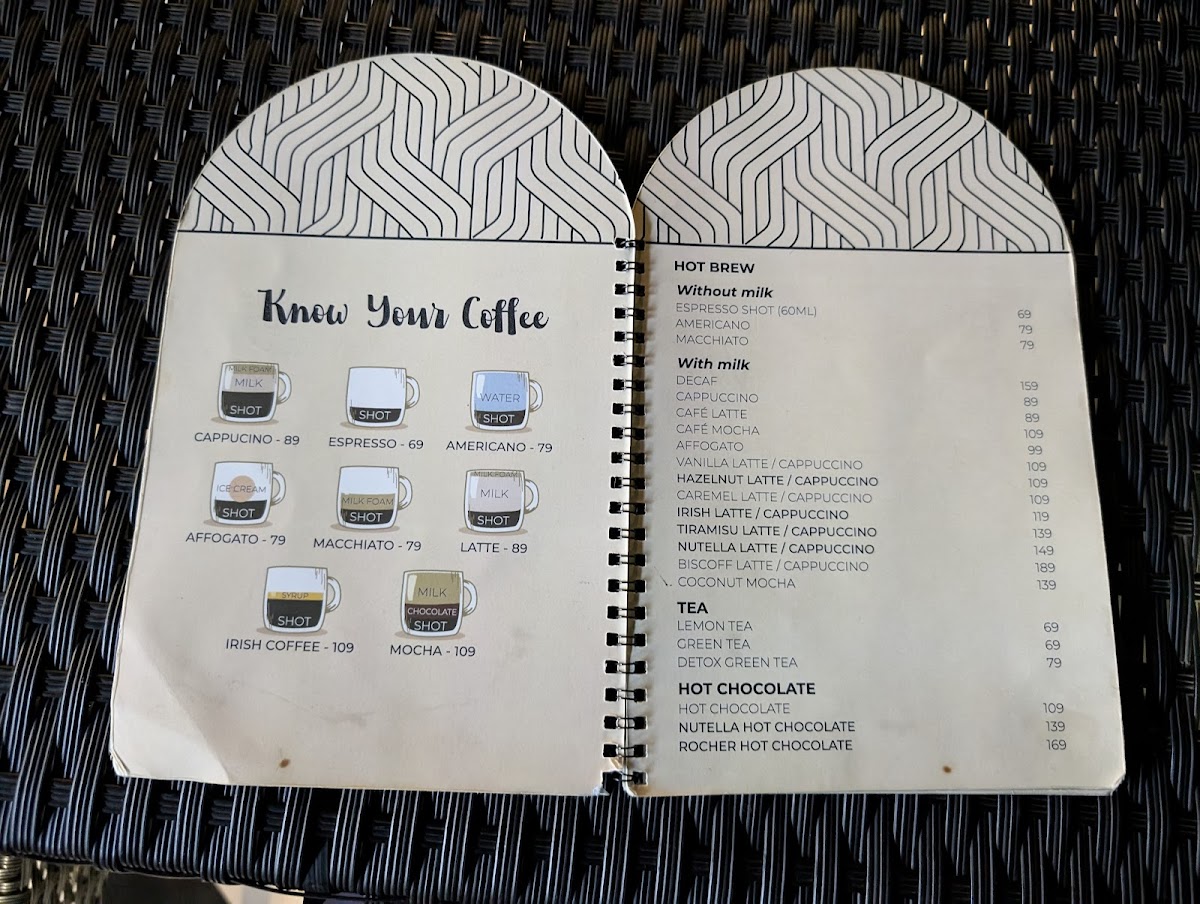 Know Your Coffee
MILK FOAM
MILK
SHOT
CAPPUCINO - 89
SHOT
ESPRESSO - 69
WATER
SHOT
AMERICANO - 79
ICE CREAM
SHOT
AFFOGATO - 79
MILK FOAM
SHOT
MACCHIATO - 79
MILK FOAM
MILK
SHOT
LATTE - 89
SYRUP
SHOT
IRISH COFFEE - 109
MILK
CHOCOLATE
SHOT
MOCHA - 109
HOT BREW
Without milk
ESPRESSO SHOT (60ML) 69
AMERICANO 79
MACCHIATO 79
With milk
DECAF 159
CAPPUCCINO 89
CAFÉ LATTE 89
CAFÉ MOCHA 109
AFFOGATO 99
VANILLA LATTE / CAPPUCCINO 109
HAZELNUT LATTE / CAPPUCCINO 109
CAREMEL LATTE / CAPPUCCINO 109
IRISH LATTE / CAPPUCCINO 119
TIRAMISU LATTE / CAPPUCCINO 139
NUTELLA LATTE / CAPPUCCINO 149
BISCOFF LATTE / CAPPUCCINO 189
COCONUT MOCHA 139
TEA
LEMON TEA 69
GREEN TEA 69
DETOX GREEN TEA 79
HOT CHOCOLATE
HOT CHOCOLATE 109
NUTELLA HOT CHOCOLATE 139
ROCHER HOT CHOCOLATE 169